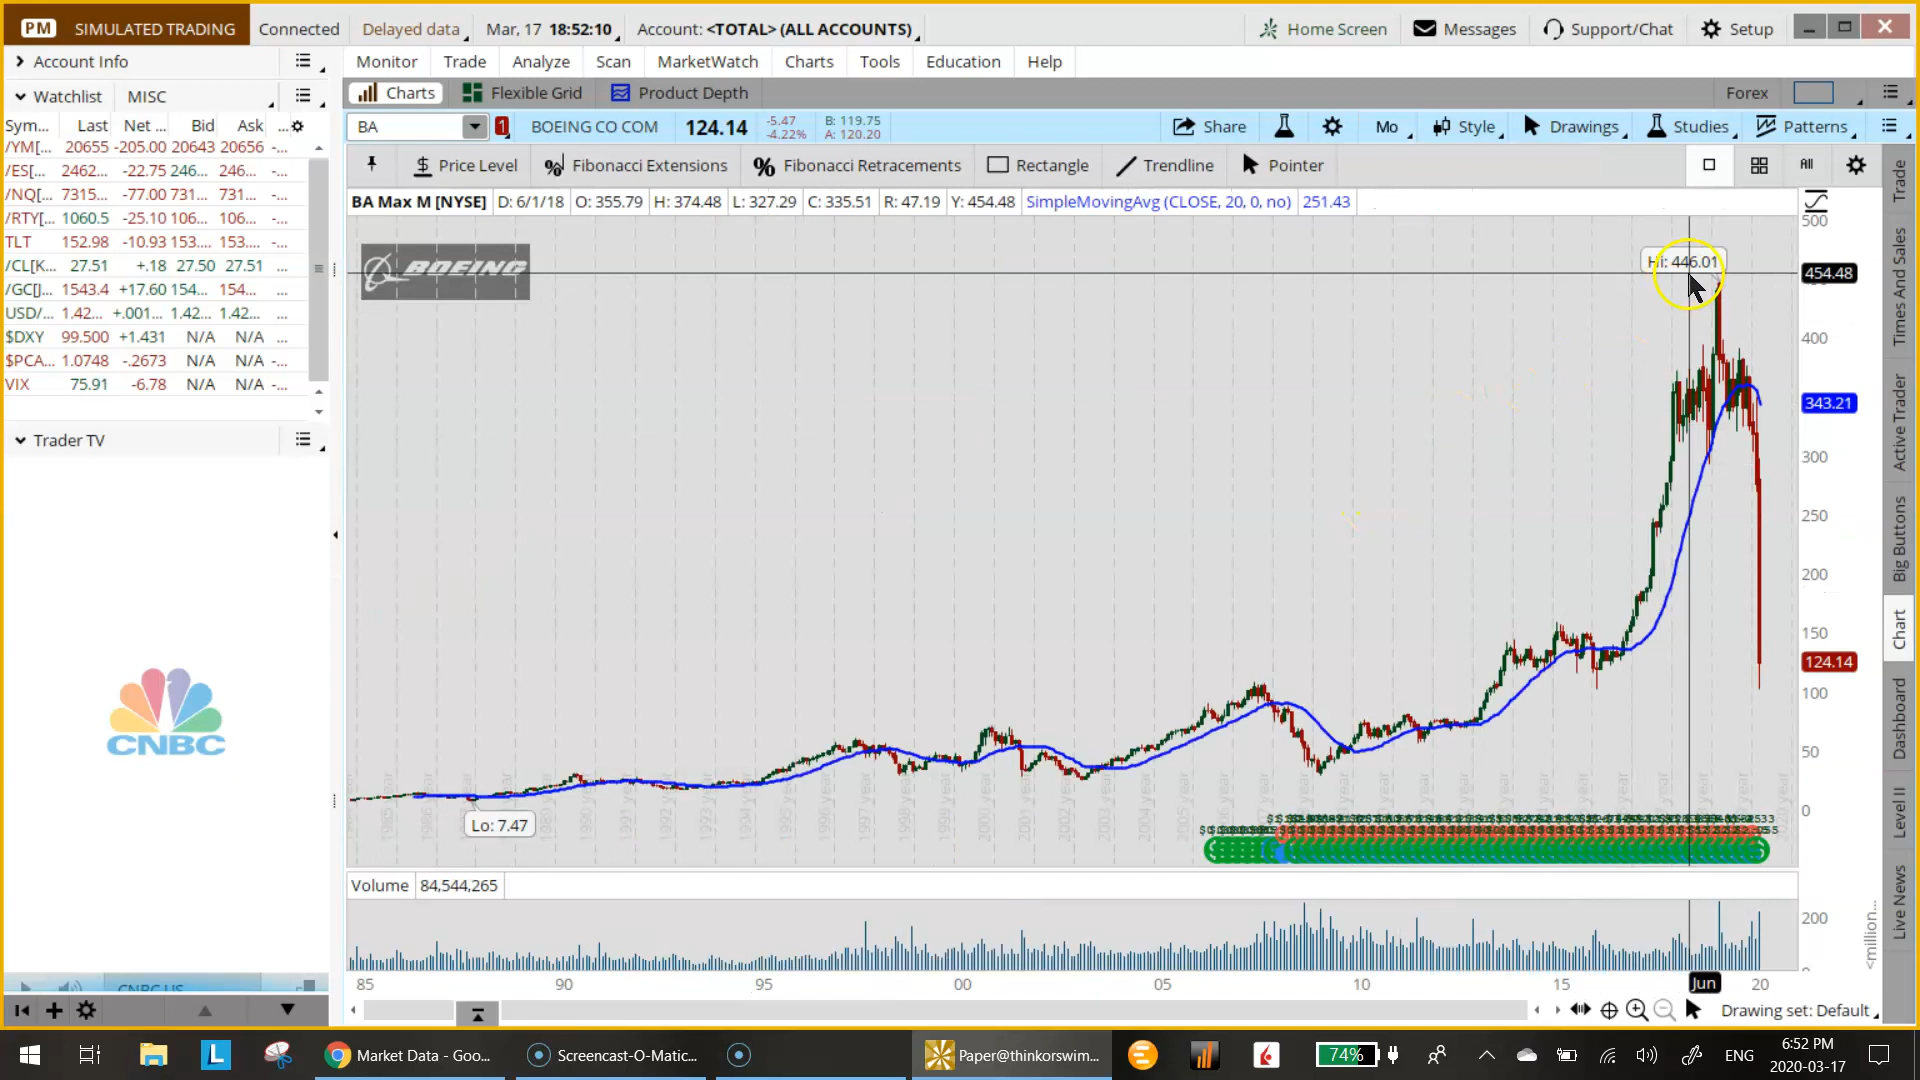 PM SIMULATED TRADING Connected Delayed data Mar, 17 18:52:10 Account: <TOTAL> (ALL ACCOUNTS) Home Screen Messages Support/Chat Setup
Account Info
Monitor Trade Analyze Scan MarketWatch Charts Tools Education Help
Watchlist MISC
Charts Flexible Grid Product Depth Forex
Sym... Last Net ... Bid Ask ...
BA 1 BOEING CO COM 124.14 -5.47 -4.22% B: 119.75 A: 120.20 Share Mo Style Drawings Studies Patterns
/YM[... 20655 -205.00 20643 20656 -...
/ES[... 2462... -22.75 246... 246... -...
/NQ[... 7315... -77.00 731... 731... -...
/RTY[... 1060.5 -25.10 106... 106... -...
TLT 152.98 -10.93 153.... 153.... -...
/CL[K... 27.51 +.18 27.50 27.51 -...
/GC[J... 1543.4 +17.60 154... 154... -...
USD/... 1.42... +.001... 1.42... 1.42... ...
$DXY 99.500 +1.431 N/A N/A ...
$PCA... 1.0748 -.2673 N/A N/A -...
VIX 75.91 -6.78 N/A N/A -...
Price Level Fibonacci Extensions Fibonacci Retracements Rectangle Trendline Pointer All
BA Max M [NYSE] D: 6/1/18 O: 355.79 H: 374.48 L: 327.29 C: 335.51 R: 47.19 Y: 454.48 SimpleMovingAvg (CLOSE, 20, 0, no) 251.43
BOEING
Hi: 446.01
Lo: 7.47
500
454.48
400
343.21
300
250
200
150
124.14
100
50
0
Trader TV
CNBC
CNBC US
Volume 84,544,265
200
<million...
85 90 95 00 05 10 15 Jun 20
Drawing set: Default
Trade
Times And Sales
Active Trader
Big Buttons
Chart
Dashboard
Level II
Live News
Market Data - Goo...
Screencast-O-Matic...
Paper@thinkorswim...
74%
ENG
6:52 PM
2020-03-17